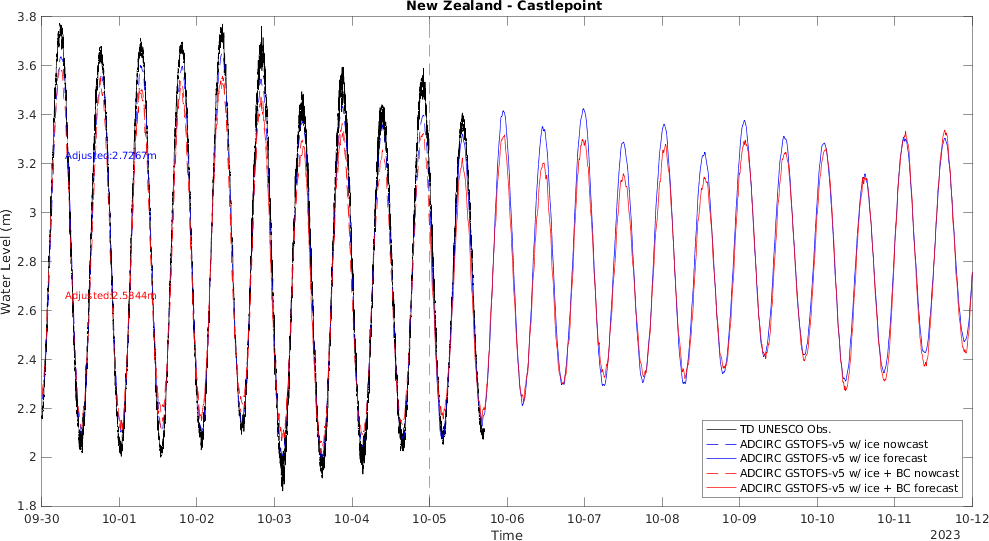 New Zealand - Castlepoint
3.8
3.6
3.4
3.2
3
2.8
2.6
2.4
2.2
2
1.8
Water Level (m)
Adjusted:2.7267m
Adjusted:2.5344m
TD UNESCO Obs.
ADCIRC GSTOFS-v5 w/ ice nowcast
ADCIRC GSTOFS-v5 w/ ice forecast
ADCIRC GSTOFS-v5 w/ ice + BC nowcast
ADCIRC GSTOFS-v5 w/ ice + BC forecast
09-30 10-01 10-02 10-03 10-04 10-05 10-06 10-07 10-08 10-09 10-10 10-11 10-12
Time
2023